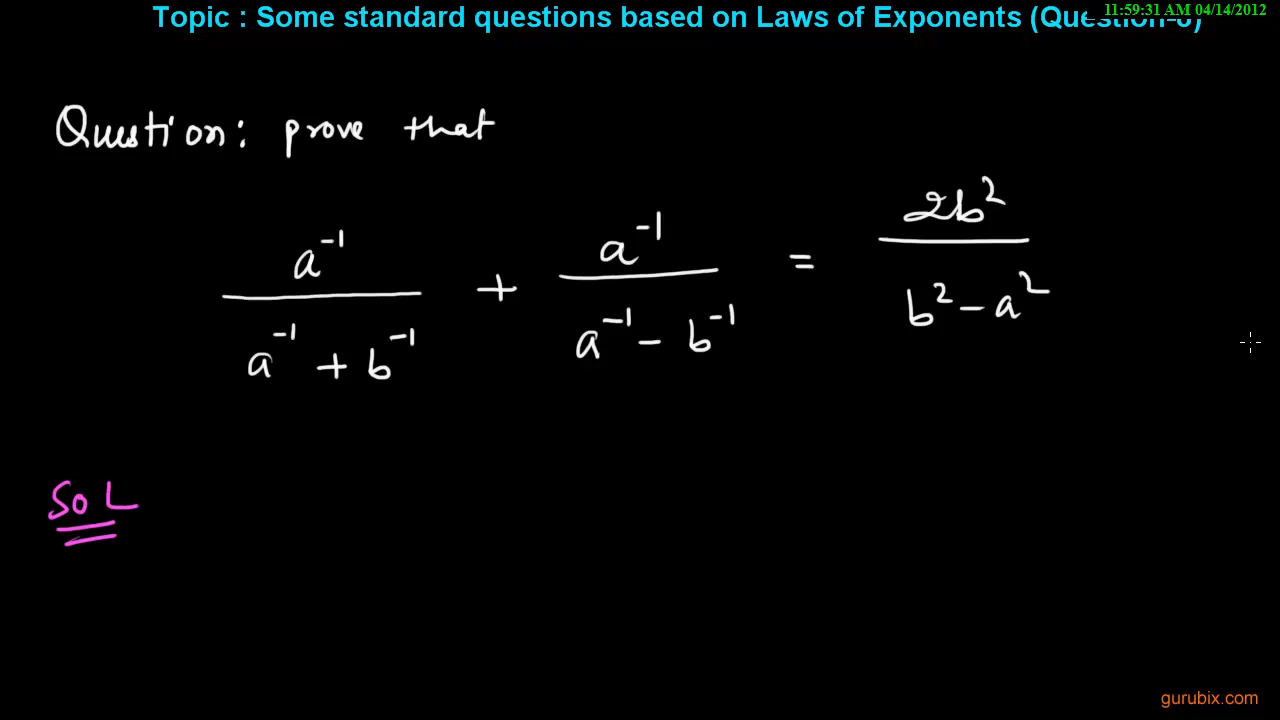 Topic : Some standard questions based on Laws of Exponents
11:59:31 AM 04/14/2012
Question: prove that
a⁻¹ / (a⁻¹ + b⁻¹) + a⁻¹ / (a⁻¹ − b⁻¹) = 2b² / (b² − a²)
SoL
gurubix.com